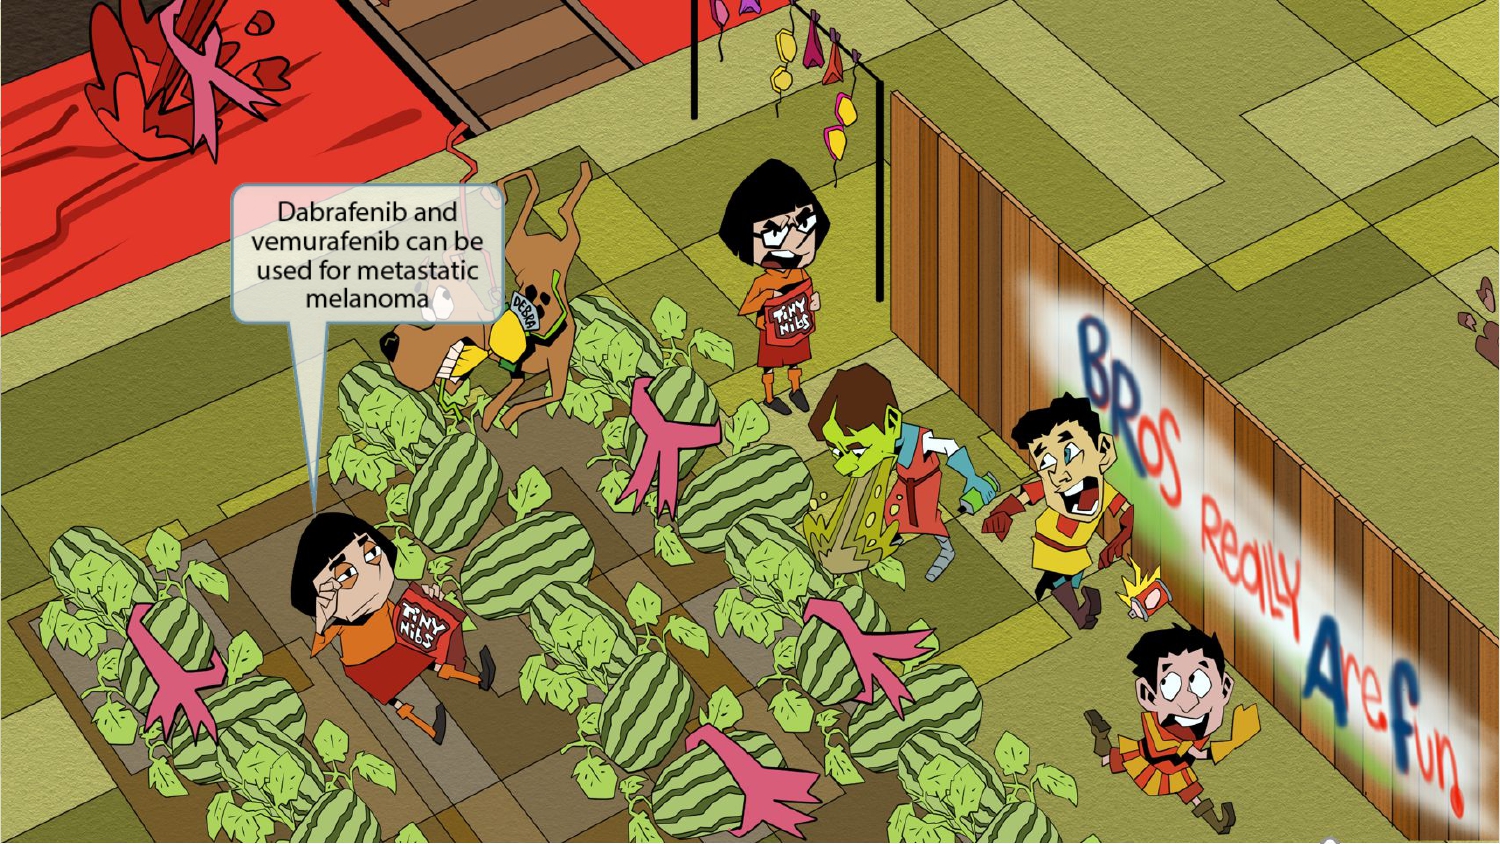 Dabrafenib and
vemurafenib can be
used for metastatic
melanoma
DEBRA
TiNY
NiBS
TiNY
NiBS
BRoS ReallY Are fun.